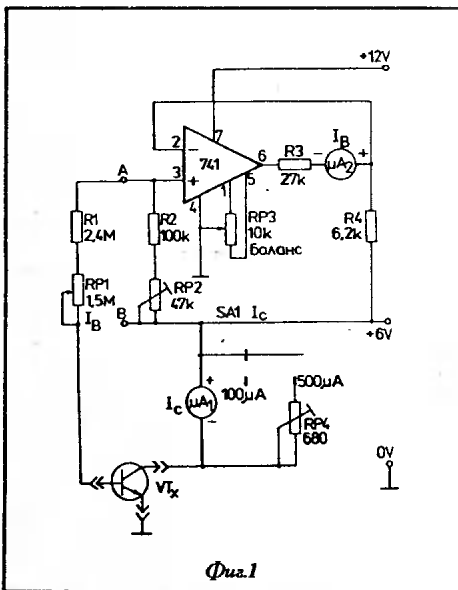 +12V
7
2
−
741
6
R3
27k
−
I_B
µA2
+
A
3
+
4
1
5
R1
2,4M
R2
100k
RP3
10k
баланс
R4
6,2k
RP1
1,5M
I_B
RP2
47k
B
SA1 I_C
+6V
+
I_C
µA1
−
100µA
500µA
RP4
680
0V
VTx
Фиг.1